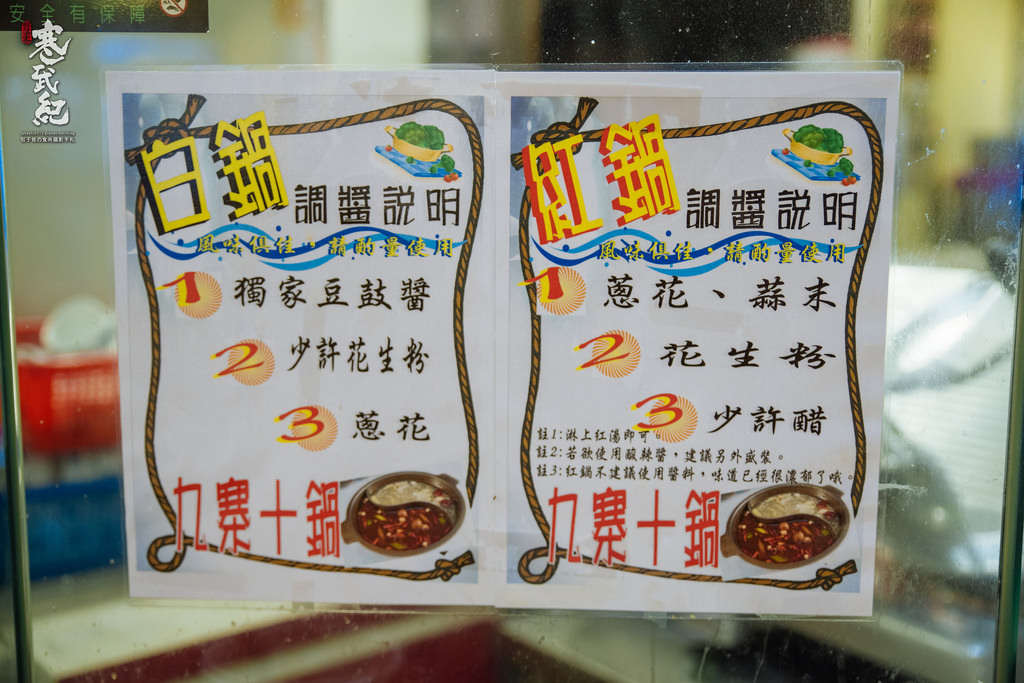 安全有保障
寒武紀
白鍋
調醬說明
風味俱佳，請酌量使用
1 獨家豆鼓醬
2 少許花生粉
3 蔥花
九寨十鍋
紅鍋
調醬說明
風味俱佳，請酌量使用
1 蔥花、蒜末
2 花生粉
3 少許醋
註1:淋上紅湯即可。
註2:若欲使用酸辣醬，建議另外盛裝。
註3:紅鍋不建議使用醬料，味道已經很濃郁了哦。
九寨十鍋